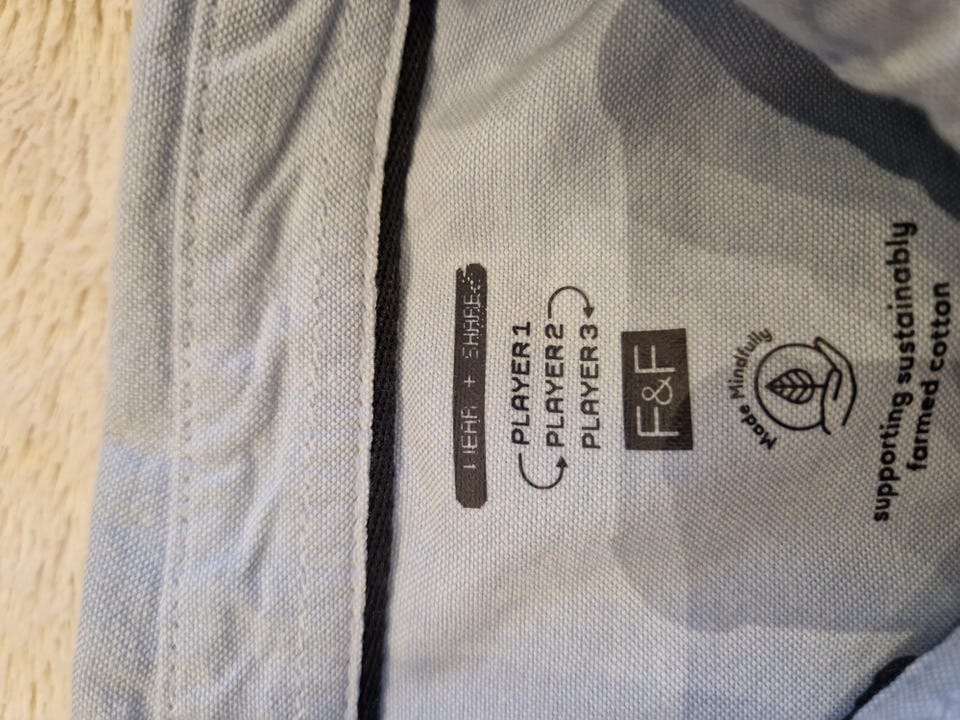 WEAR + SHARE
PLAYER 1
PLAYER 2
PLAYER 3
F&F
Made Mindfully
supporting sustainably
farmed cotton